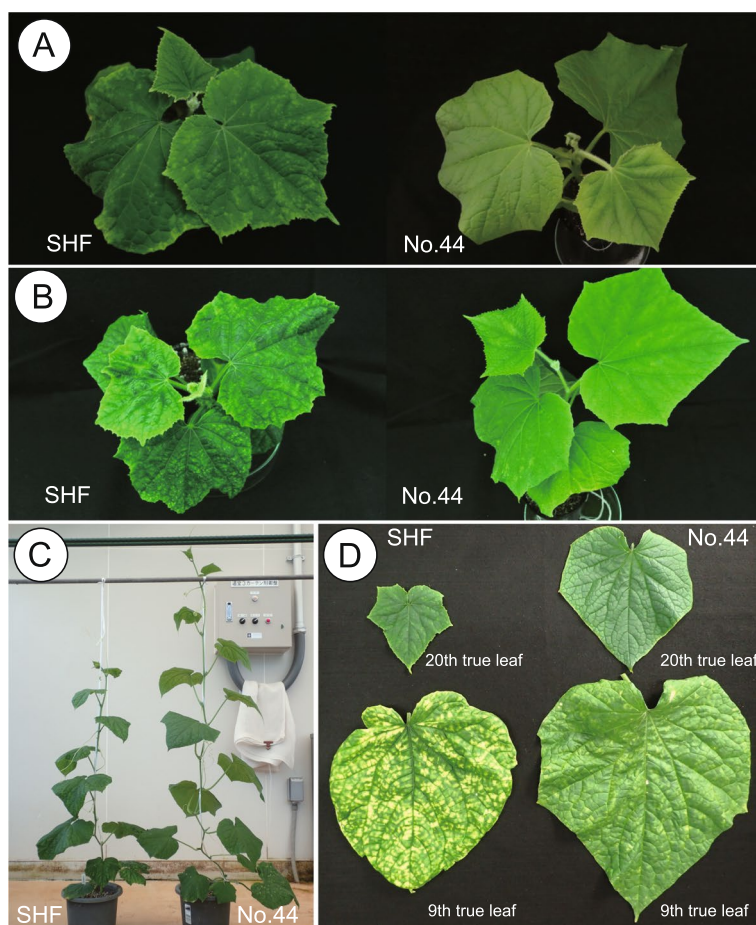 A
SHF
No.44
B
SHF
No.44
C
SHF
No.44
D
SHF
No.44
20th true leaf
20th true leaf
9th true leaf
9th true leaf